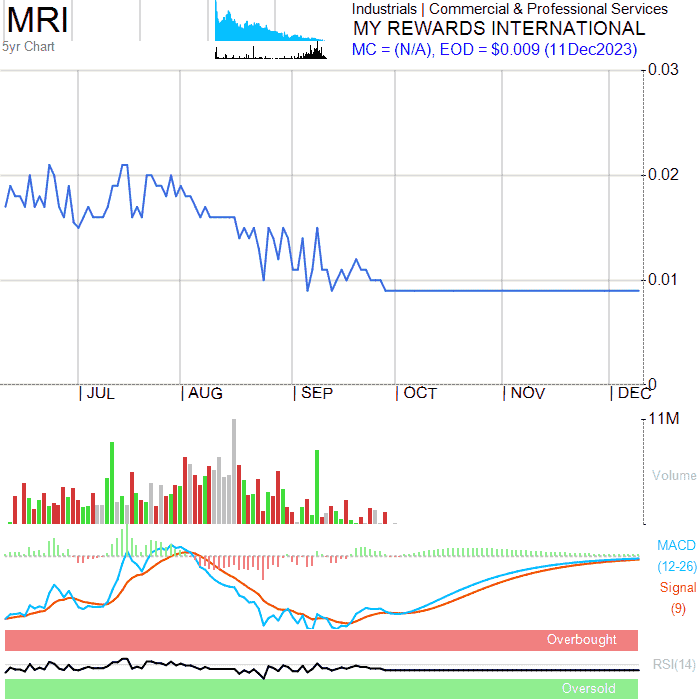 MRI
5yr Chart
Industrials | Commercial & Professional Services
MY REWARDS INTERNATIONAL
MC = (N/A), EOD = $0.009 (11Dec2023)
0.03
0.02
0.01
0
JUL
AUG
SEP
OCT
NOV
DEC
11M
Volume
MACD
(12-26)
Signal
(9)
Overbought
RSI(14)
Oversold